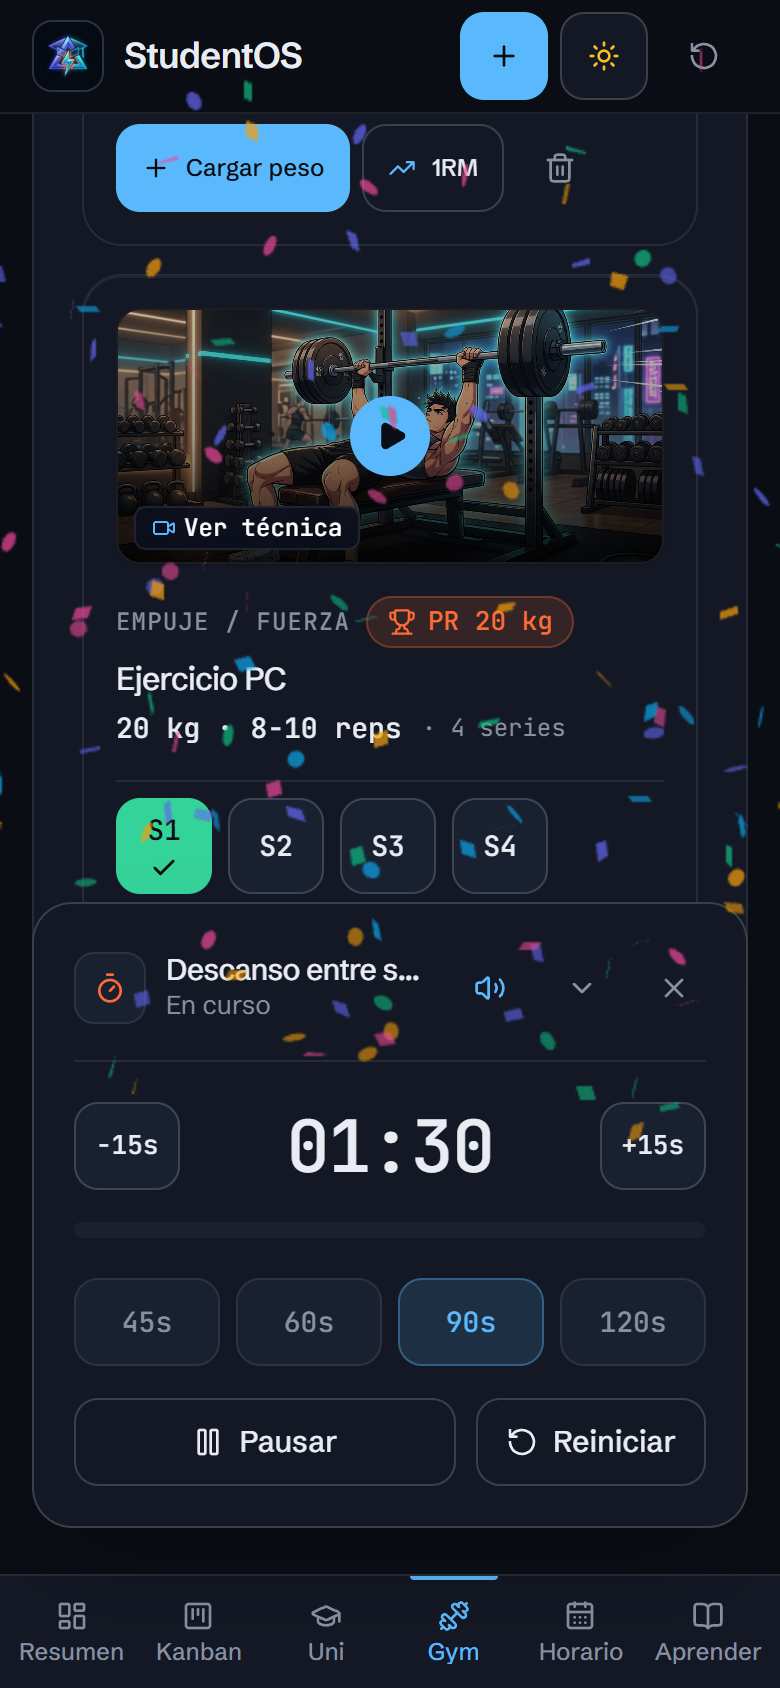 StudentOS
Cargar peso
1RM
Ver técnica
EMPUJE / FUERZA
PR 20 kg
Ejercicio PC
20 kg · 8-10 reps · 4 series
S1
S2
S3
S4
Descanso entre s...
En curso
-15s
01:30
+15s
45s
60s
90s
120s
Pausar
Reiniciar
Resumen
Kanban
Uni
Gym
Horario
Aprender